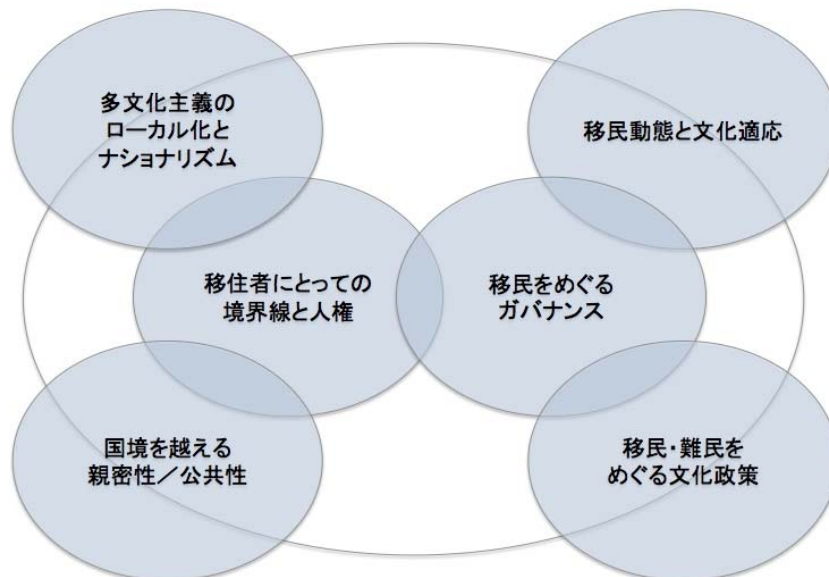 多文化主義の
ローカル化と
ナショナリズム
移民動態と文化適応
移住者にとっての
境界線と人権
移民をめぐる
ガバナンス
国境を越える
親密性／公共性
移民・難民を
めぐる文化政策